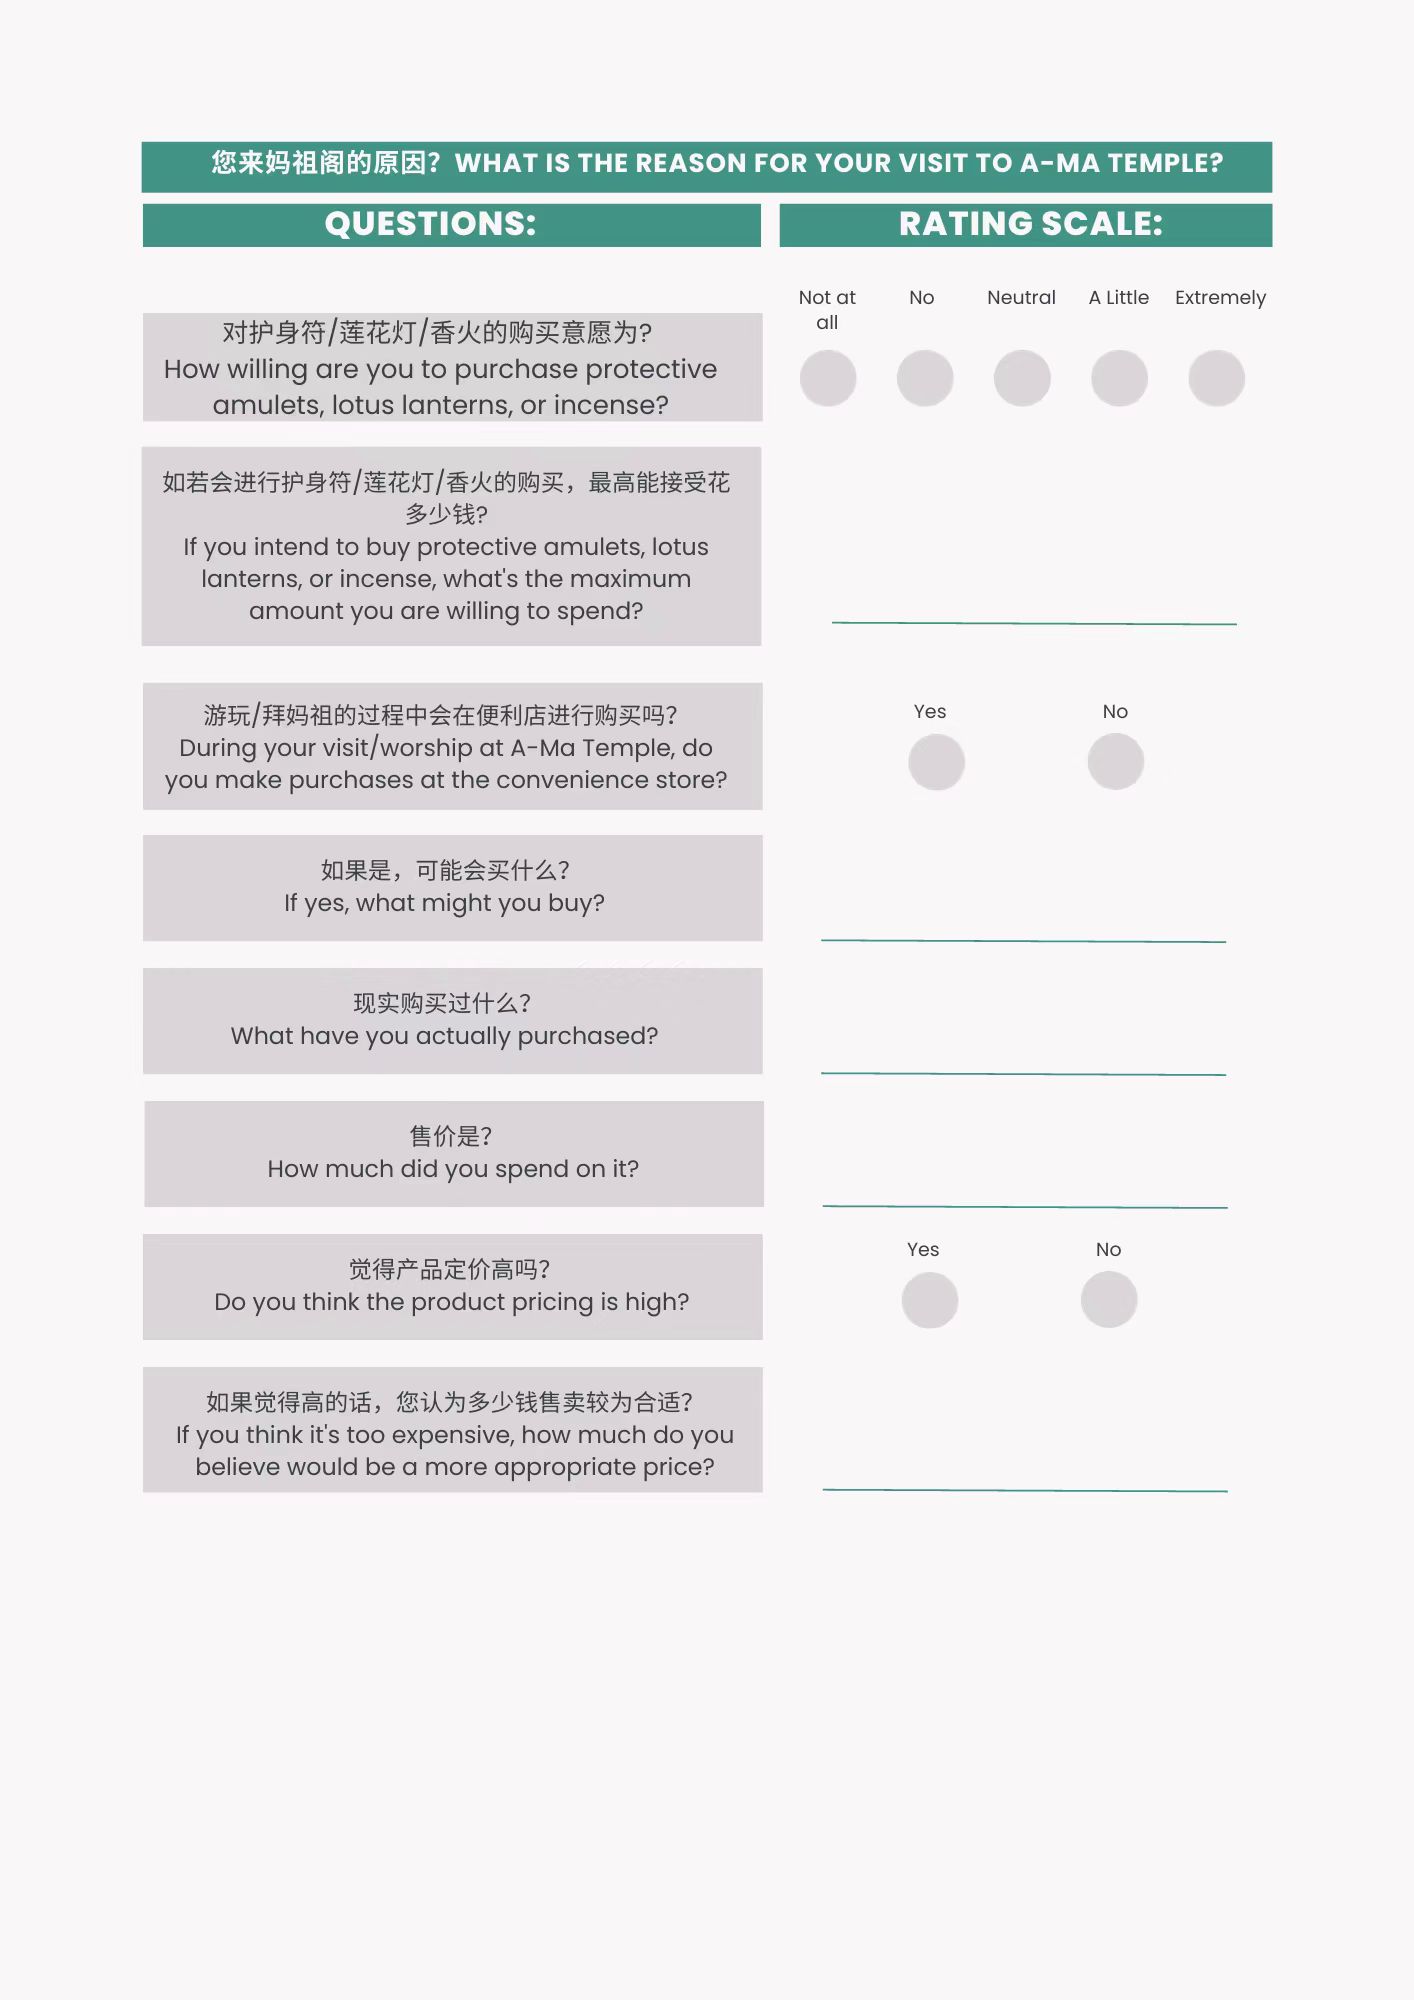 您来妈祖阁的原因？WHAT IS THE REASON FOR YOUR VISIT TO A-MA TEMPLE?
QUESTIONS:
RATING SCALE:
Not at all
No
Neutral
A Little
Extremely
对护身符/莲花灯/香火的购买意愿为?
How willing are you to purchase protective
amulets, lotus lanterns, or incense?
如若会进行护身符/莲花灯/香火的购买，最高能接受花
多少钱?
If you intend to buy protective amulets, lotus
lanterns, or incense, what's the maximum
amount you are willing to spend?
游玩/拜妈祖的过程中会在便利店进行购买吗?
During your visit/worship at A-Ma Temple, do
you make purchases at the convenience store?
Yes
No
如果是，可能会买什么?
If yes, what might you buy?
现实购买过什么?
What have you actually purchased?
售价是?
How much did you spend on it?
觉得产品定价高吗?
Do you think the product pricing is high?
Yes
No
如果觉得高的话，您认为多少钱售卖较为合适?
If you think it's too expensive, how much do you
believe would be a more appropriate price?